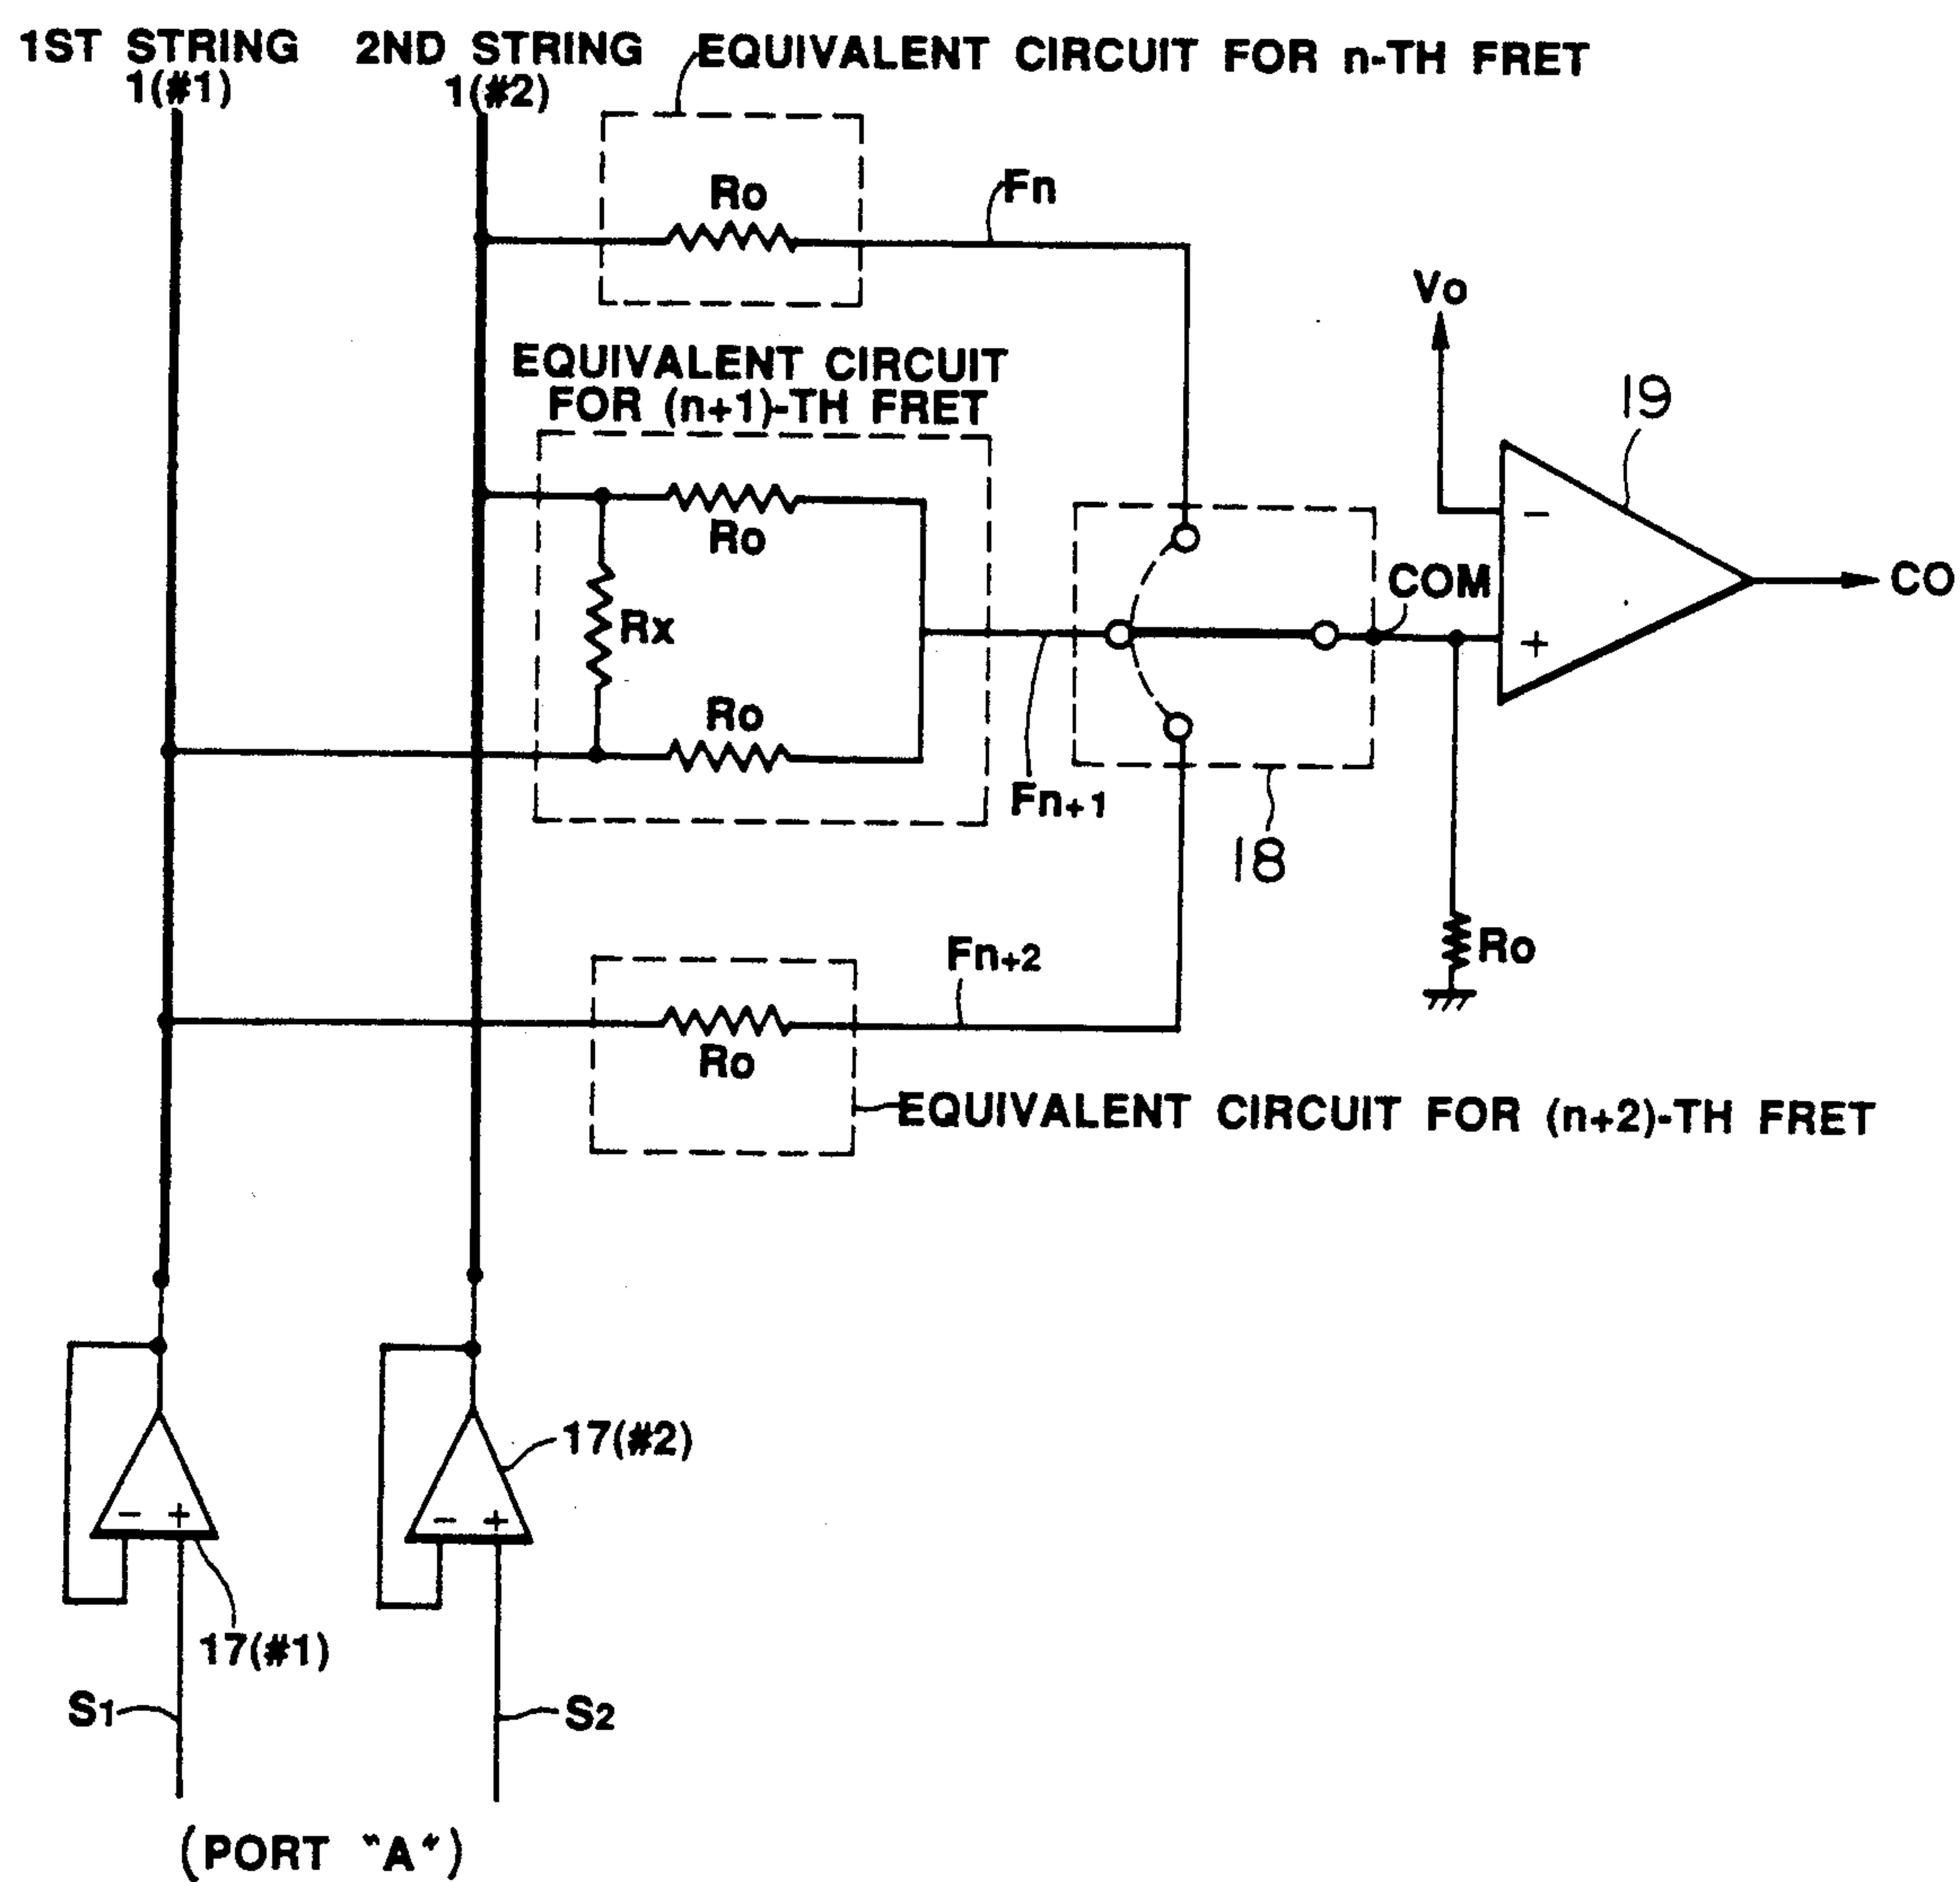 1ST STRING
1(#1)
2ND STRING
1(#2)
EQUIVALENT CIRCUIT FOR n-TH FRET
Ro
Fn
Vo
EQUIVALENT CIRCUIT
FOR (n+1)-TH FRET
19
−
Ro
COM
CO
Rx
+
Ro
Fn+1
18
Ro
Fn+2
Ro
EQUIVALENT CIRCUIT FOR (n+2)-TH FRET
17(#2)
− +
− +
17(#1)
S1
S2
(PORT "A")